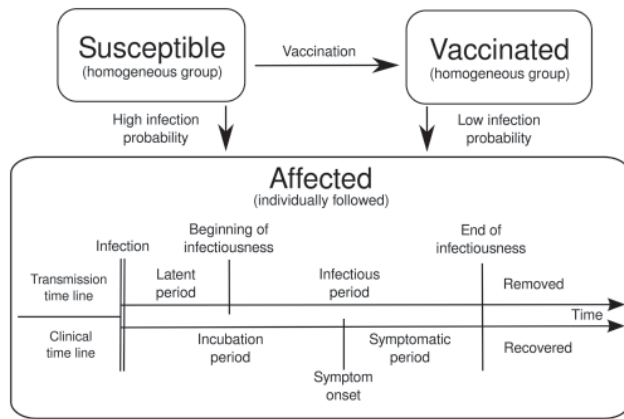 Susceptible
(homogeneous group)
Vaccination
Vaccinated
(homogeneous group)
High infection
probability
Low infection
probability
Affected
(individually followed)
Infection
Beginning of
infectiousness
End of
infectiousness
Transmission
time line
Latent
period
Infectious
period
Removed
Time
Clinical
time line
Incubation
period
Symptomatic
period
Recovered
Symptom
onset